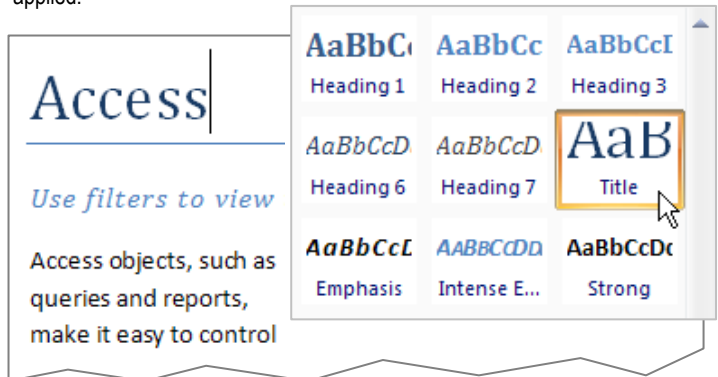 applied.
Access
Use filters to view
Access objects, such as
queries and reports,
make it easy to control
AaBbC AaBbCc AaBbCcI
Heading 1 Heading 2 Heading 3
AaBbCcD AaBbCcD AaB
Heading 6 Heading 7 Title
AaBbCcD AaBbCcDd AaBbCcDc
Emphasis Intense E... Strong